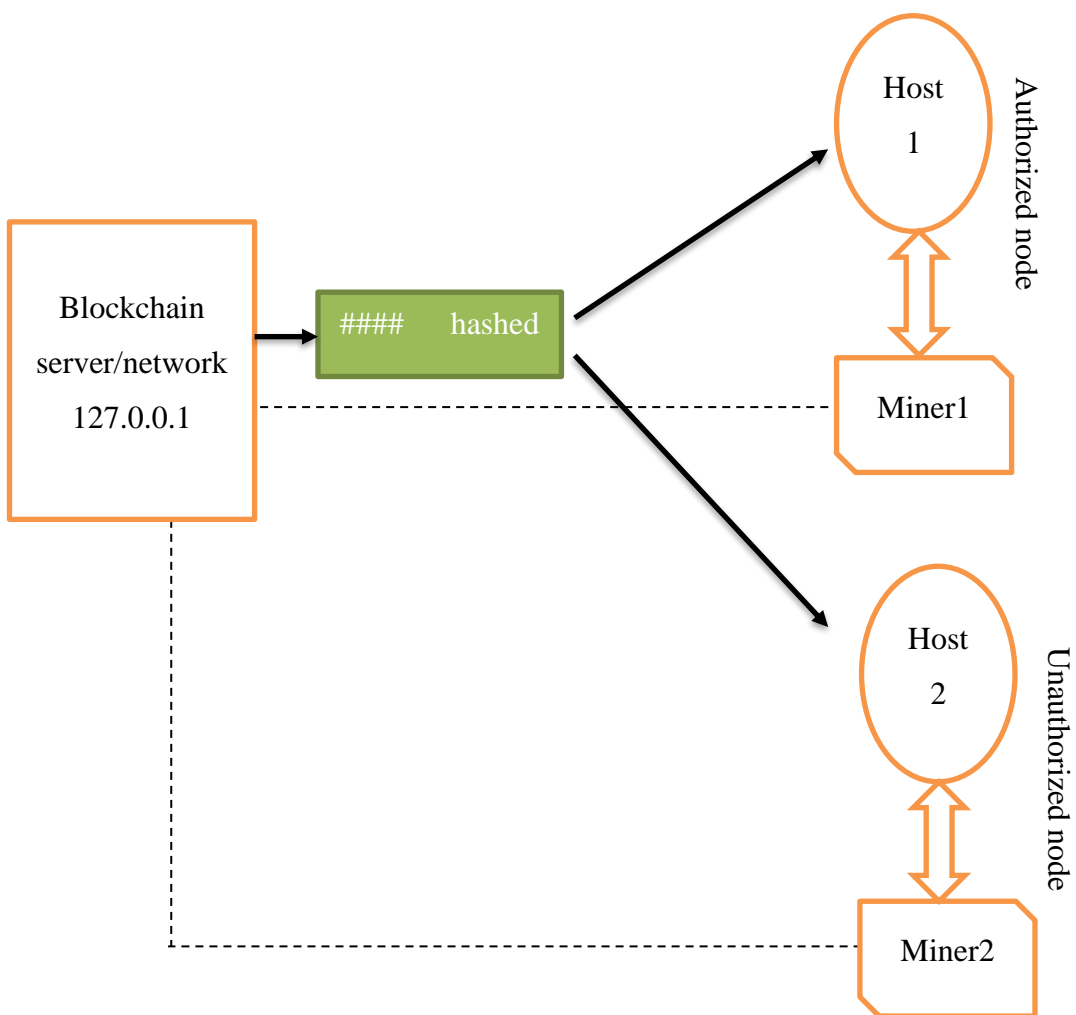 Host
1
Authorized node
Blockchain
server/network
127.0.0.1
#### hashed
Miner1
Host
2
Unauthorized node
Miner2